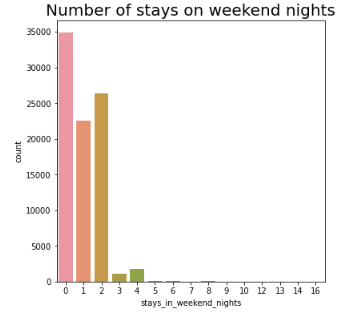 Number of stays on weekend nights
35000
30000
25000
20000
15000
10000
5000
0
count
0 1 2 3 4 5 6 7 8 9 10 12 13 14 16
stays_in_weekend_nights